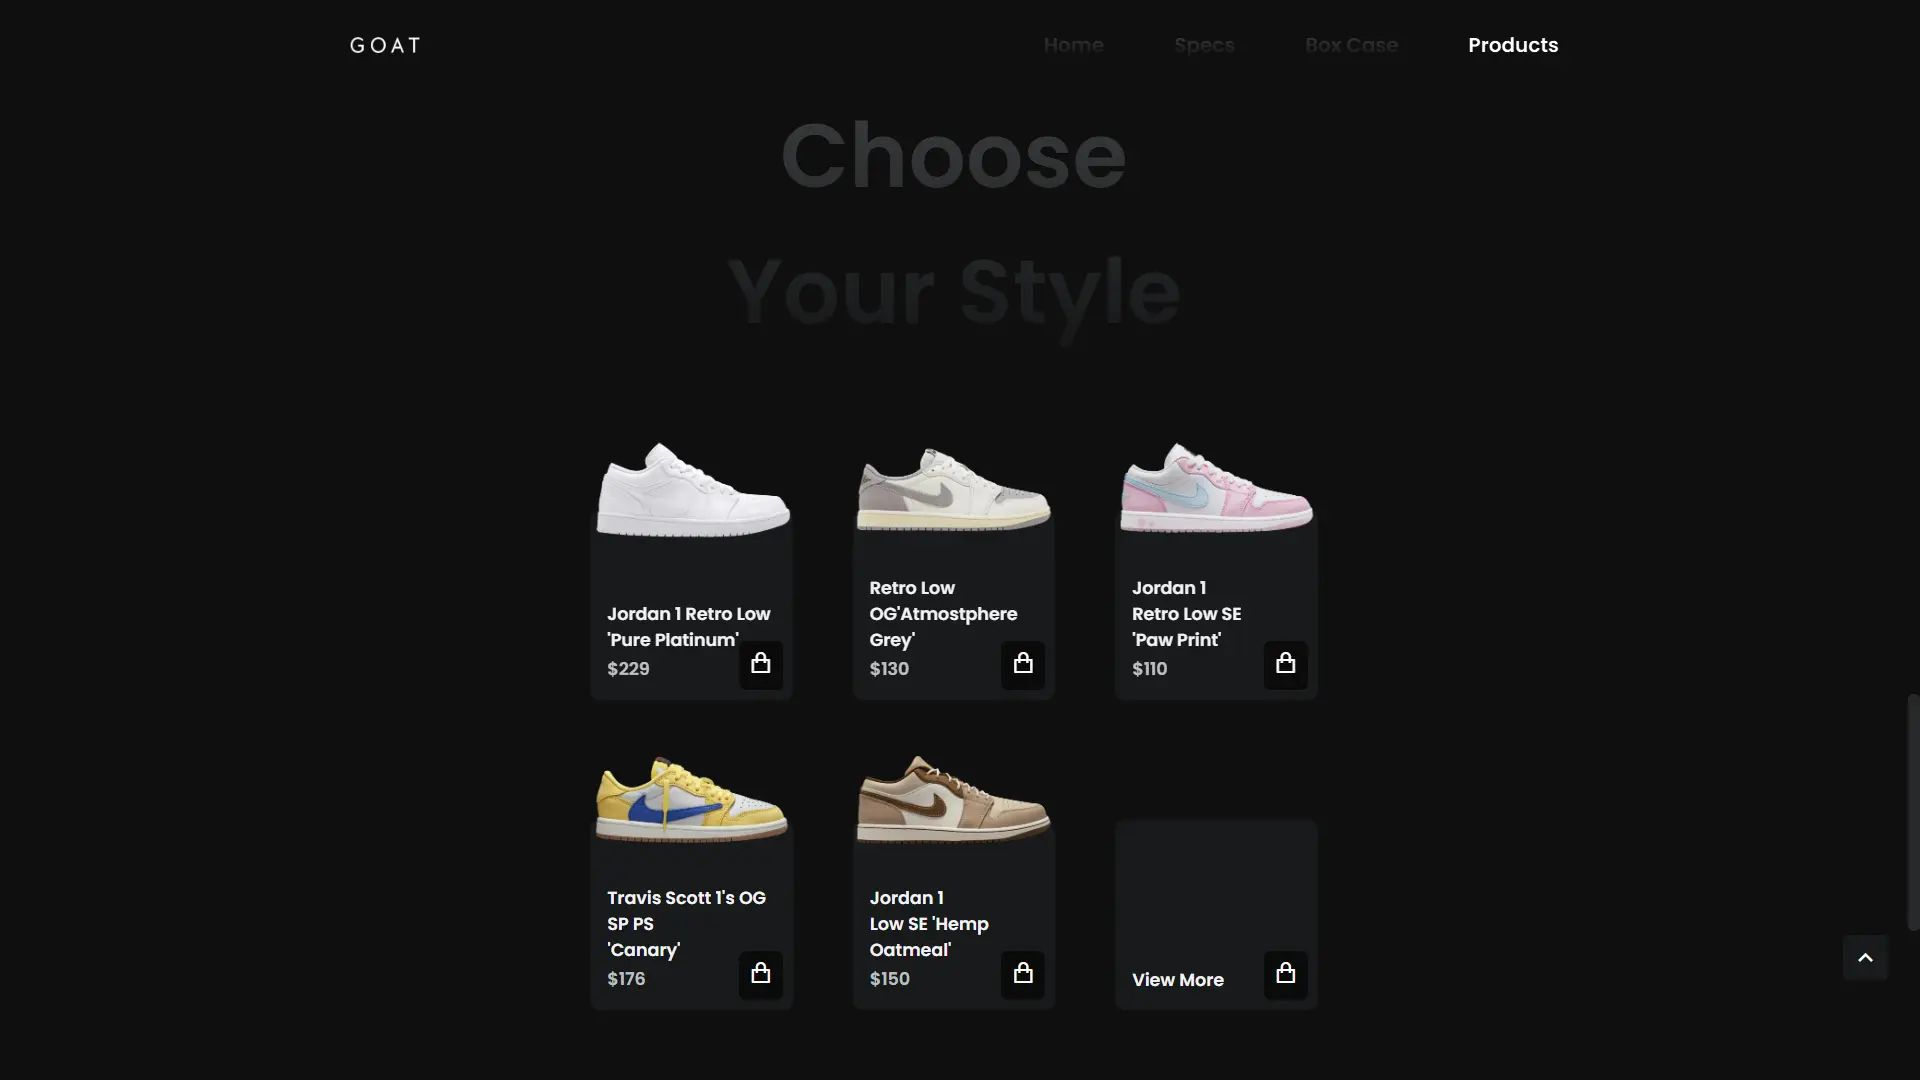 GOAT
Home
Specs
Box Case
Products
Choose
Your Style
Jordan 1 Retro Low
'Pure Platinum'
$229
Retro Low
OG'Atmostphere
Grey'
$130
Jordan 1
Retro Low SE
'Paw Print'
$110
Travis Scott 1's OG
SP PS
'Canary'
$176
Jordan 1
Low SE 'Hemp
Oatmeal'
$150
View More